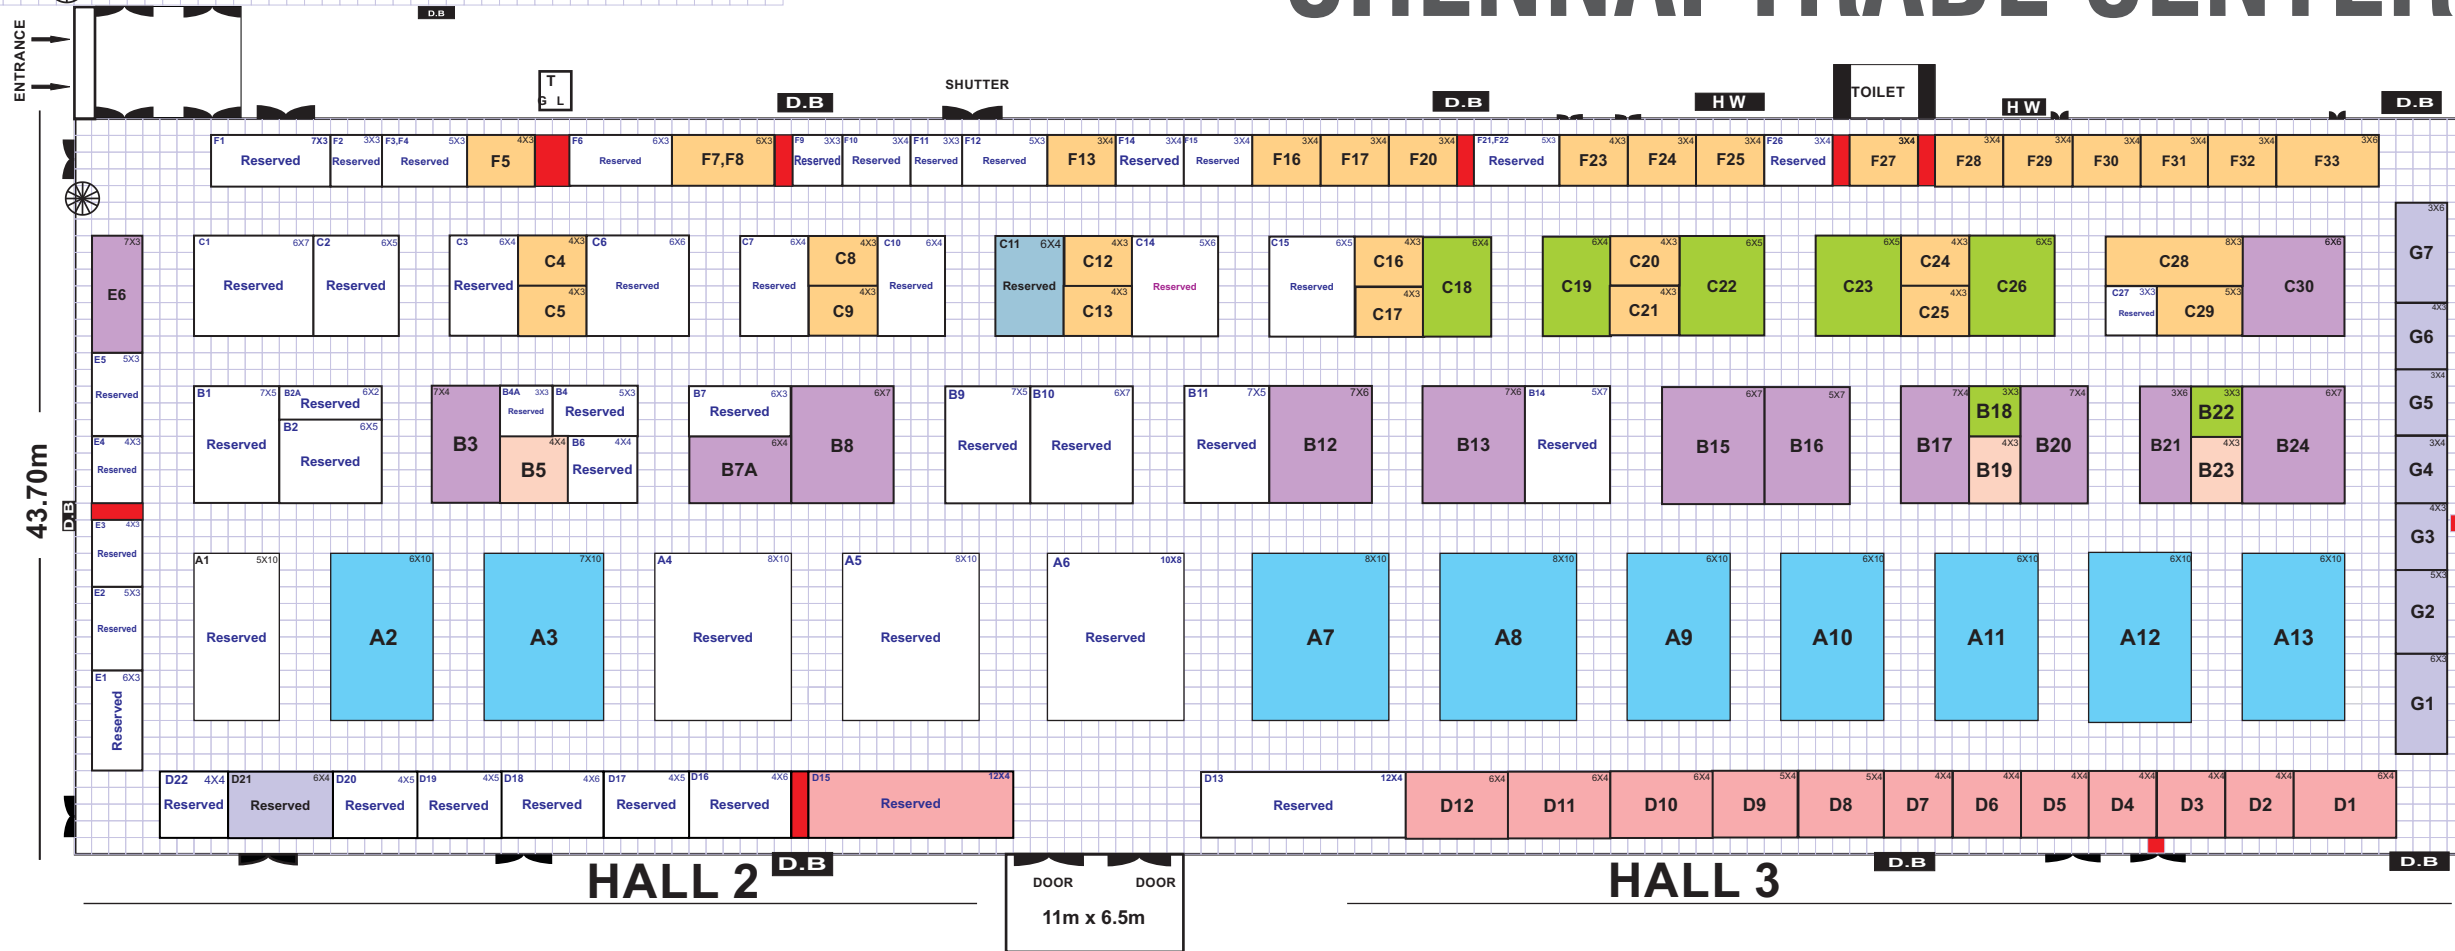 CHENNAI TRADE CENTER
ENTRANCE
D.B
T
G L
D.B
SHUTTER
D.B
H W
TOILET
H W
D.B
F1 7X3 Reserved
F2 3X3 Reserved
F3,F4 5X3 Reserved
4X3 F5
F6 6X3 Reserved
6X3 F7,F8
F9 3X3 Reserved
F10 3X4 Reserved
F11 3X3 Reserved
F12 5X3 Reserved
3X4 F13
F14 3X4 Reserved
F15 3X4 Reserved
3X4 F16
3X4 F17
3X4 F20
F21,F22 5X3 Reserved
4X3 F23
3X4 F24
3X4 F25
F26 3X4 Reserved
3X4 F27
3X4 F28
3X4 F29
3X4 F30
3X4 F31
3X4 F32
3X6 F33
7X3 E6
C1 6X7 Reserved
C2 6X5 Reserved
C3 6X4 Reserved
4X3 C4
4X3 C5
C6 6X6 Reserved
C7 6X4 Reserved
4X3 C8
4X3 C9
C10 6X4 Reserved
C11 6X4 Reserved
4X3 C12
4X3 C13
C14 5X6 Reserved
C15 6X5 Reserved
4X3 C16
4X3 C17
6X4 C18
6X4 C19
4X3 C20
4X3 C21
6X5 C22
6X5 C23
4X3 C24
4X3 C25
6X5 C26
8X3 C28
C27 3X3 Reserved
5X3 C29
6X6 C30
3X6 G7
4X3 G6
3X4 G5
3X4 G4
4X3 G3
5X3 G2
6X3 G1
E5 5X3 Reserved
E4 4X3 Reserved
E3 4X3 Reserved
E2 5X3 Reserved
E1 6X3 Reserved
43.70m
D.B
B1 7X5 Reserved
B2A 6X2 Reserved
B2 6X5 Reserved
7X4 B3
B4A 3X3 Reserved
B4 5X3 Reserved
4X4 B5
B6 4X4 Reserved
B7 6X3 Reserved
6X4 B7A
6X7 B8
B9 7X5 Reserved
B10 6X7 Reserved
B11 7X5 Reserved
7X6 B12
7X6 B13
B14 5X7 Reserved
6X7 B15
5X7 B16
7X4 B17
3X3 B18
4X3 B19
7X4 B20
3X6 B21
3X3 B22
4X3 B23
6X7 B24
A1 5X10 Reserved
6X10 A2
7X10 A3
A4 8X10 Reserved
A5 8X10 Reserved
A6 10X8 Reserved
8X10 A7
8X10 A8
6X10 A9
6X10 A10
6X10 A11
6X10 A12
6X10 A13
D22 4X4 Reserved
D21 6X4 Reserved
D20 4X5 Reserved
D19 4X5 Reserved
D18 4X6 Reserved
D17 4X5 Reserved
D16 4X6 Reserved
D15 12X4 Reserved
D13 12X4 Reserved
6X4 D12
6X4 D11
6X4 D10
5X4 D9
5X4 D8
4X4 D7
4X4 D6
4X4 D5
4X4 D4
4X4 D3
4X4 D2
6X4 D1
HALL 2
D.B
DOOR DOOR
11m x 6.5m
HALL 3
D.B
D.B